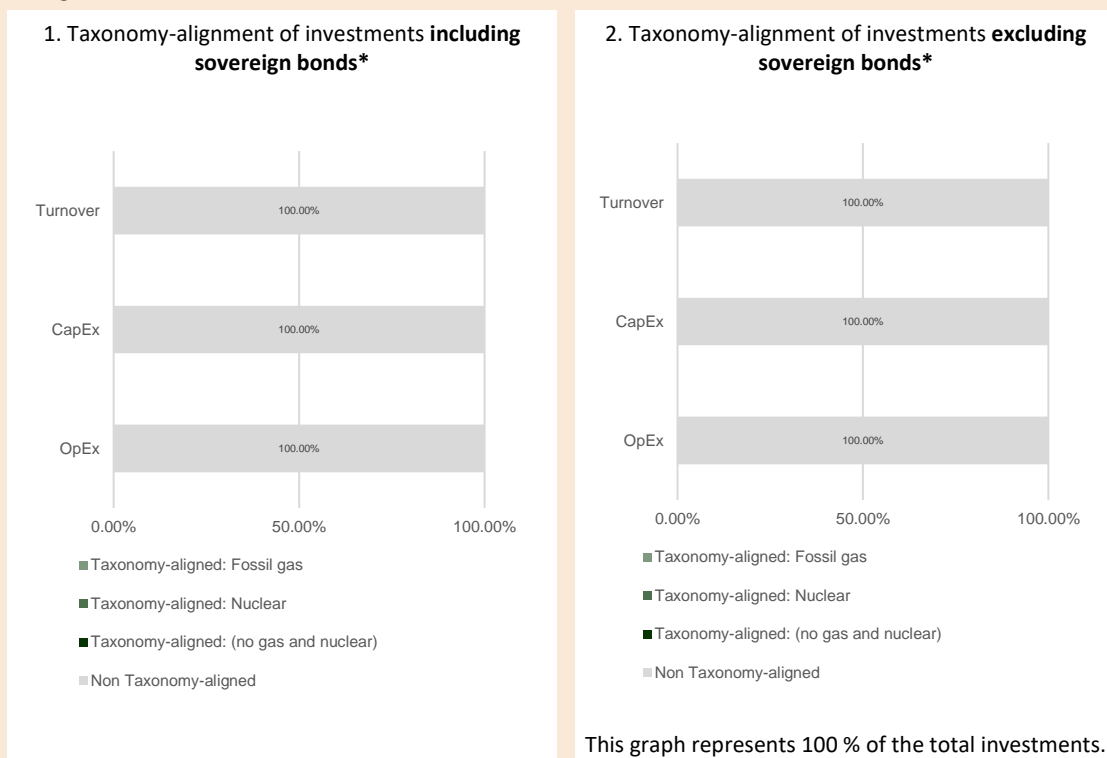 1. Taxonomy-alignment of investments including
sovereign bonds*
Turnover
100.00%
CapEx
100.00%
OpEx
100.00%
0.00% 50.00% 100.00%
Taxonomy-aligned: Fossil gas
Taxonomy-aligned: Nuclear
Taxonomy-aligned: (no gas and nuclear)
Non Taxonomy-aligned
2. Taxonomy-alignment of investments excluding
sovereign bonds*
Turnover
100.00%
CapEx
100.00%
OpEx
100.00%
0.00% 50.00% 100.00%
Taxonomy-aligned: Fossil gas
Taxonomy-aligned: Nuclear
Taxonomy-aligned: (no gas and nuclear)
Non Taxonomy-aligned
This graph represents 100 % of the total investments.